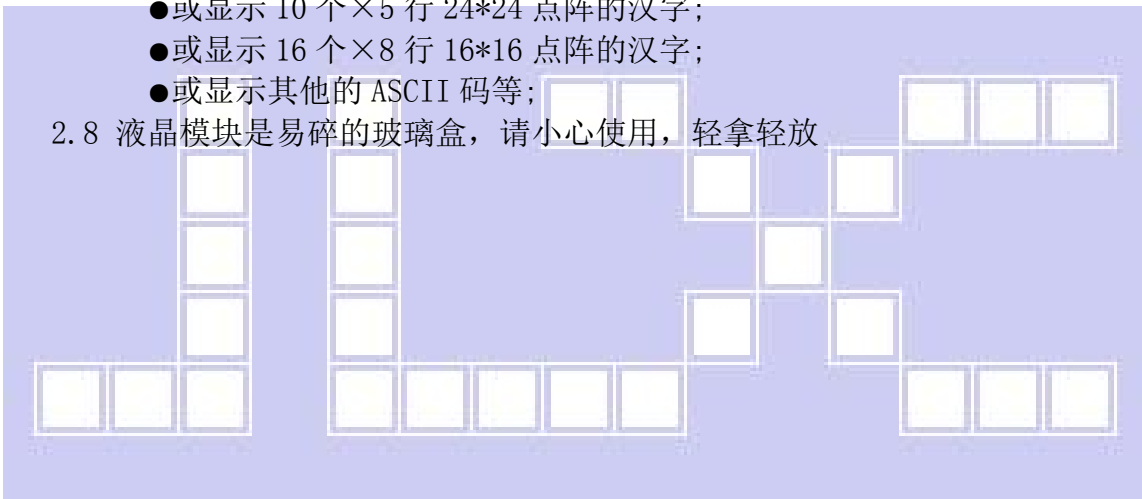 ●或显示 10 个×5 行 24*24 点阵的汉字;
●或显示 16 个×8 行 16*16 点阵的汉字;
●或显示其他的 ASCII 码等;
2.8 液晶模块是易碎的玻璃盒，请小心使用，轻拿轻放
JLX